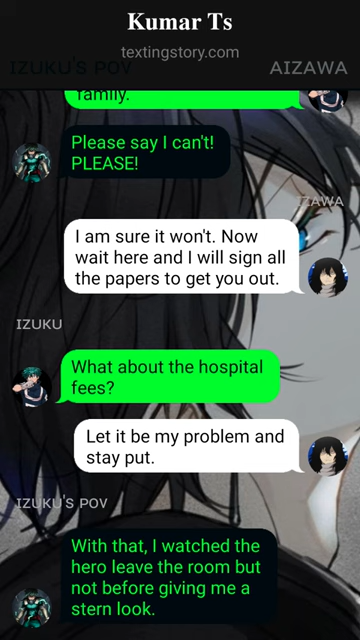 Kumar Ts
textingstory.com
IZUKU'S POV
AIZAWA
family.
Please say I can't!
PLEASE!
IZAWA
I am sure it won't. Now
wait here and I will sign all
the papers to get you out.
IZUKU
What about the hospital
fees?
Let it be my problem and
stay put.
IZUKU'S POV
With that, I watched the
hero leave the room but
not before giving me a
stern look.